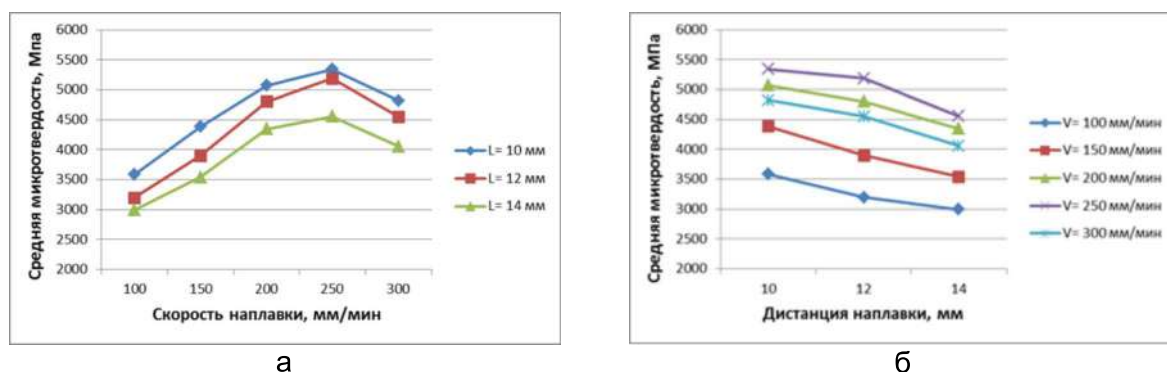 Средняя микротвердость, Мпа
6000
5500
5000
4500
4000
3500
3000
2500
2000
100 150 200 250 300
Скорость наплавки, мм/мин
L= 10 мм
L= 12 мм
L= 14 мм
а
Средняя микротвердость, МПа
6000
5500
5000
4500
4000
3500
3000
2500
2000
10 12 14
Дистанция наплавки, мм
V= 100 мм/мин
V= 150 мм/мин
V= 200 мм/мин
V= 250 мм/мин
V= 300 мм/мин
б